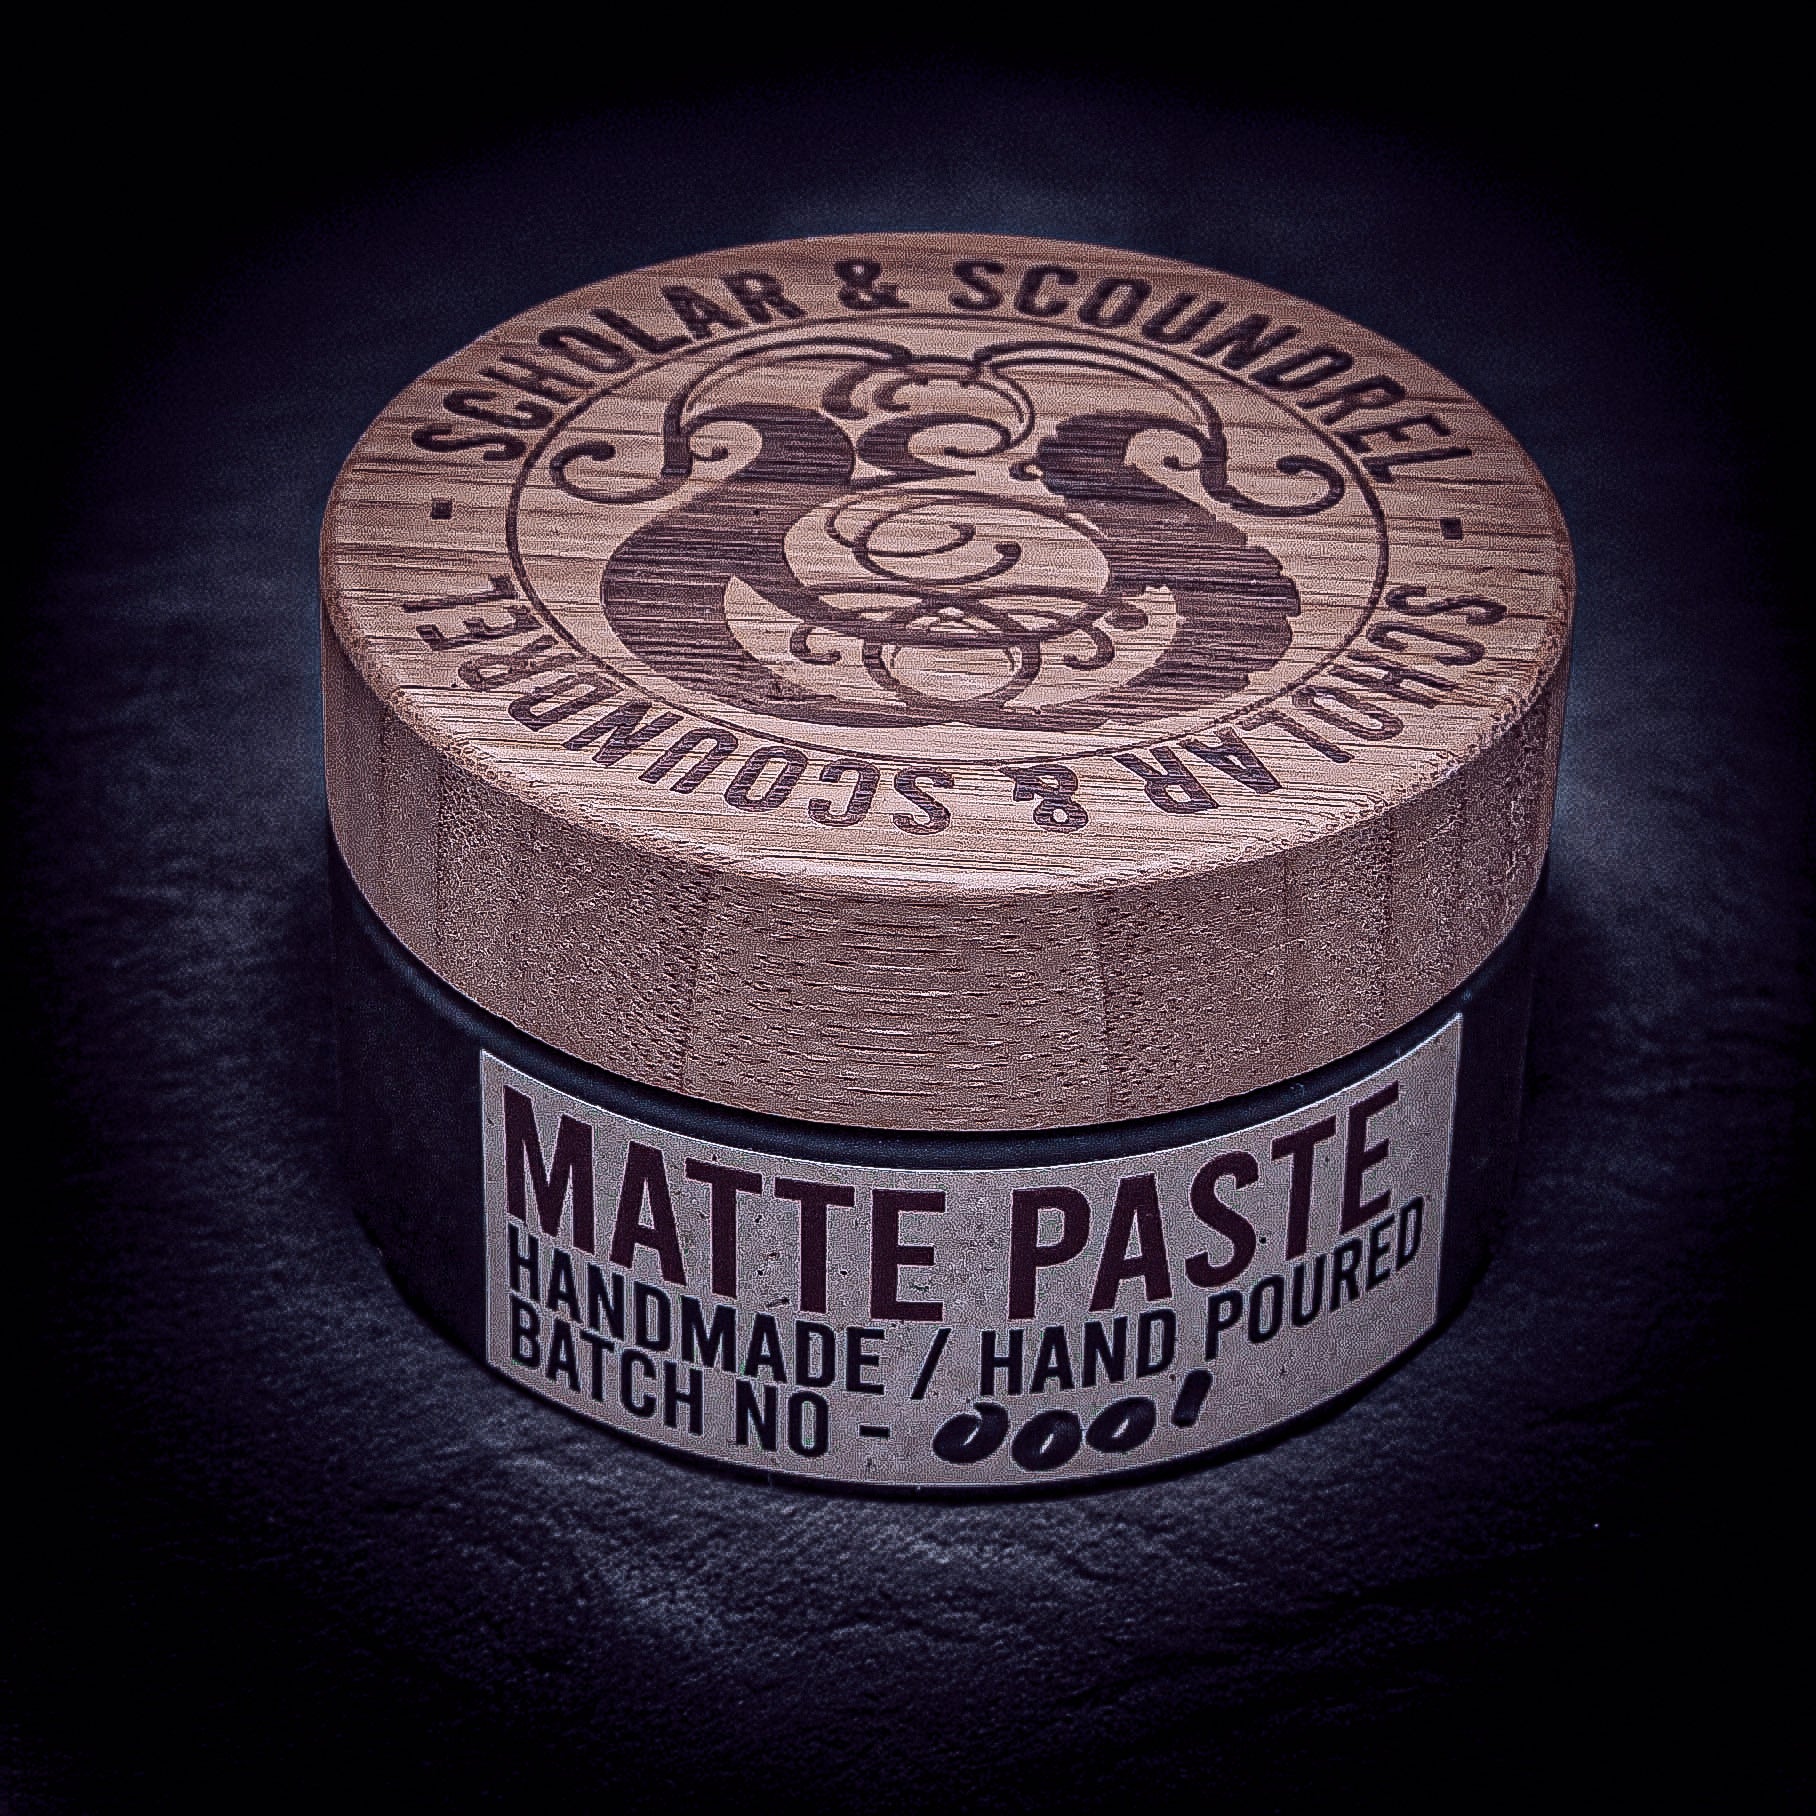 SCHOLAR & SCOUNDREL
SCHOLAR & SCOUNDREL
MATTE PASTE
HANDMADE / HAND POURED
BATCH NO - 0001